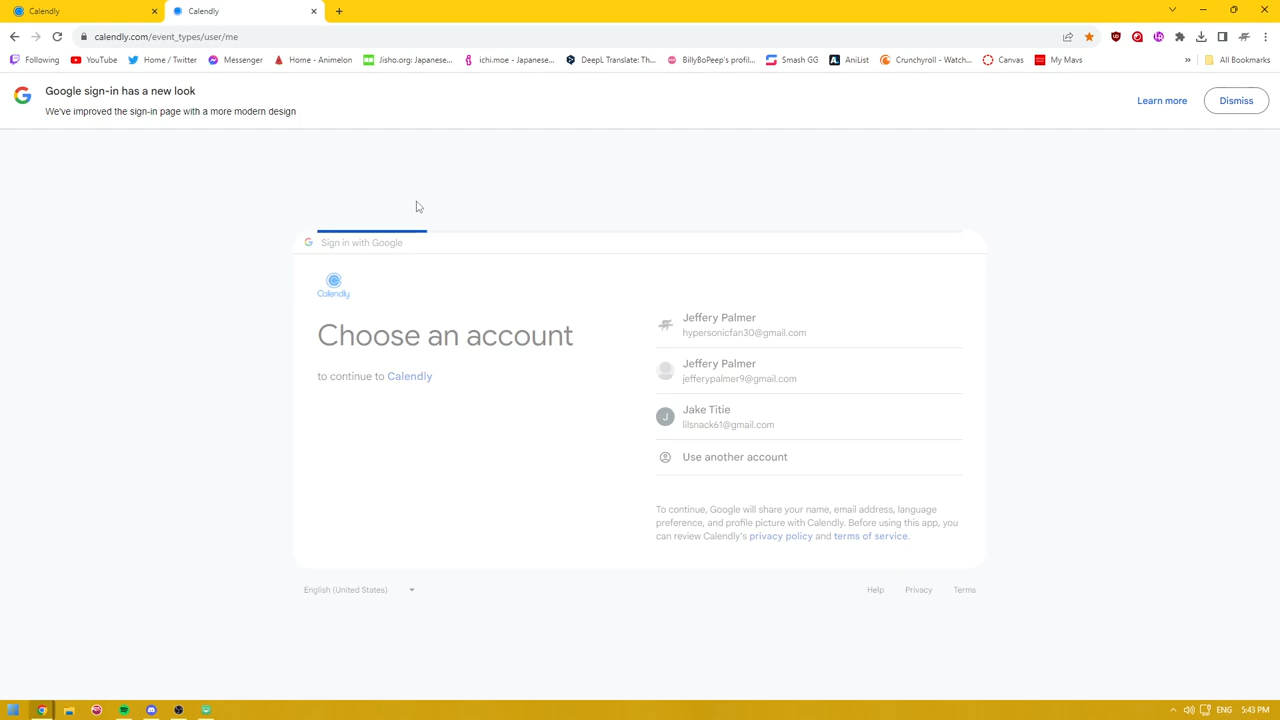 Calendly
Calendly
calendly.com/event_types/user/me
Following
YouTube
Home / Twitter
Messenger
Home - Animelon
Jisho.org: Japanese...
ichi.moe - Japanese...
DeepL Translate: Th...
BillyBoPeep's profil...
Smash GG
AniList
Crunchyroll - Watch...
Canvas
My Mavs
»
All Bookmarks
Google sign-in has a new look
We've improved the sign-in page with a more modern design
Learn more
Dismiss
Sign in with Google
Calendly
Choose an account
to continue to Calendly
Jeffery Palmer
hypersonicfan30@gmail.com
Jeffery Palmer
jefferypalmer9@gmail.com
J
Jake Titie
lilsnack61@gmail.com
Use another account
To continue, Google will share your name, email address, language
preference, and profile picture with Calendly. Before using this app, you
can review Calendly's privacy policy and terms of service.
English (United States)
Help
Privacy
Terms
ENG
5:43 PM